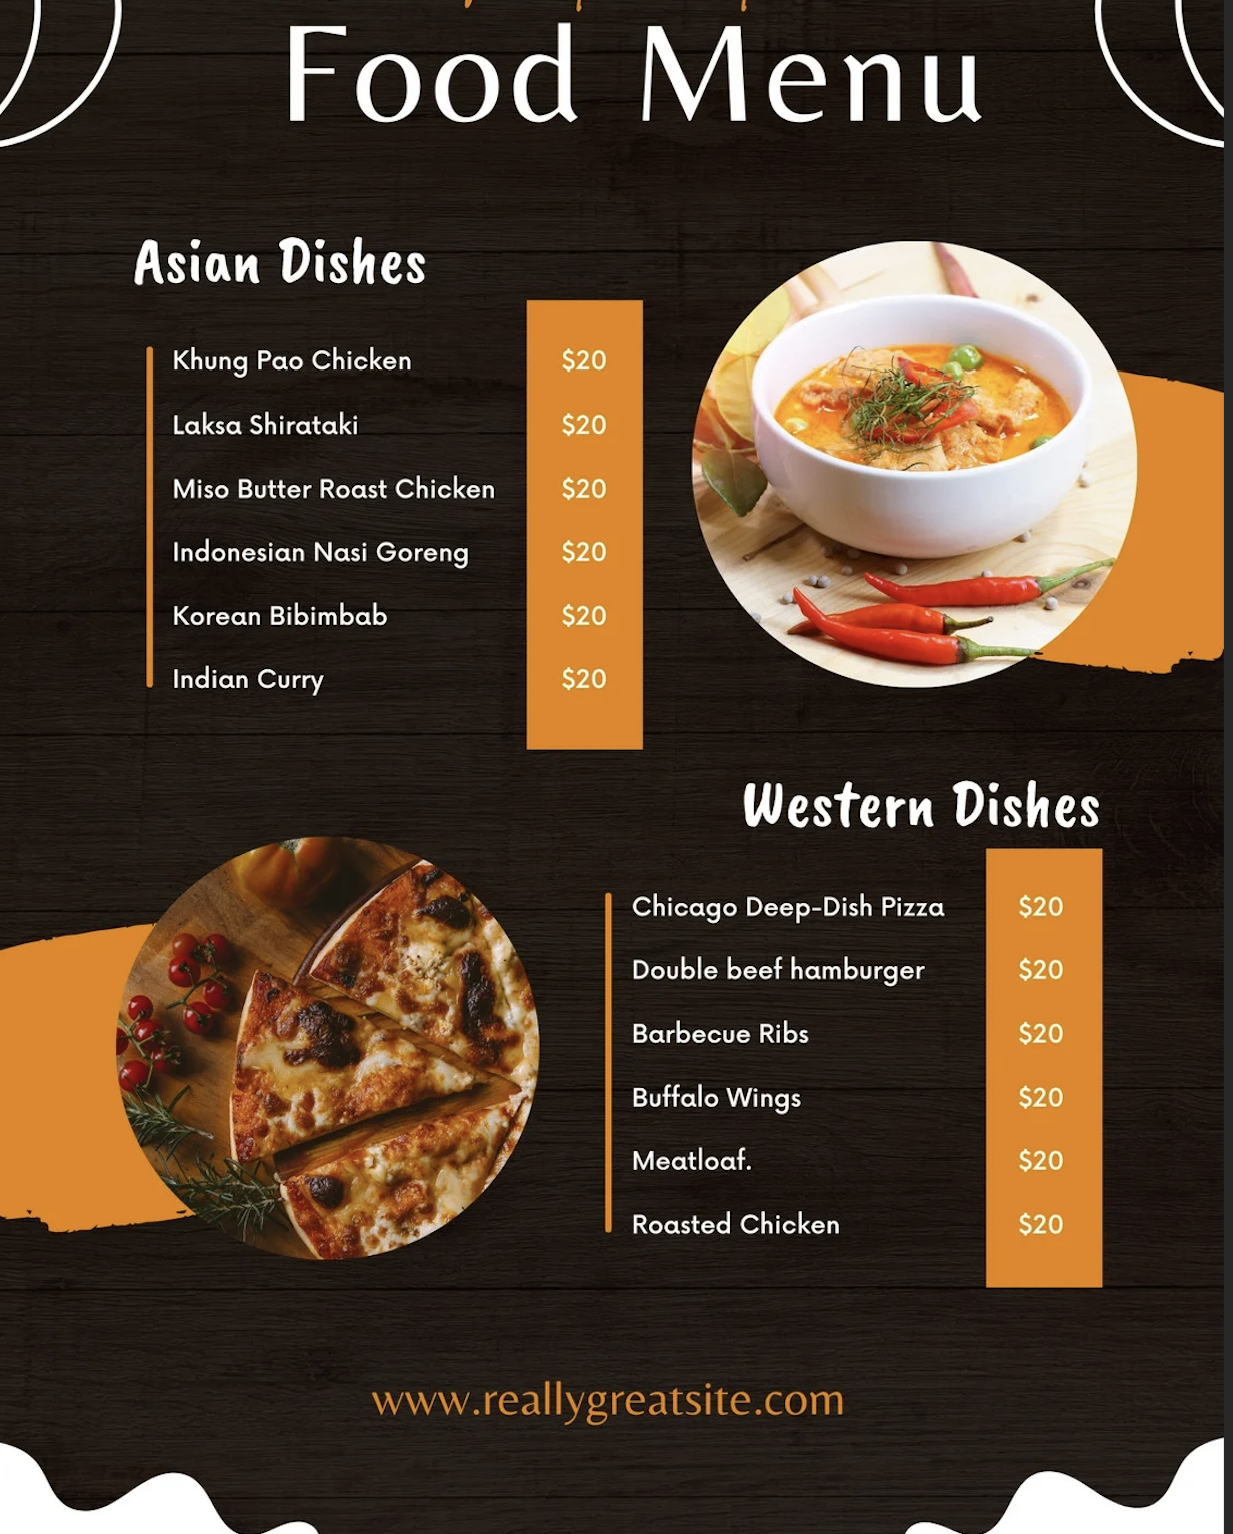 Food Menu
Asian Dishes
Khung Pao Chicken $20
Laksa Shirataki $20
Miso Butter Roast Chicken $20
Indonesian Nasi Goreng $20
Korean Bibimbab $20
Indian Curry $20
Western Dishes
Chicago Deep-Dish Pizza $20
Double beef hamburger $20
Barbecue Ribs $20
Buffalo Wings $20
Meatloaf. $20
Roasted Chicken $20
www.reallygreatsite.com